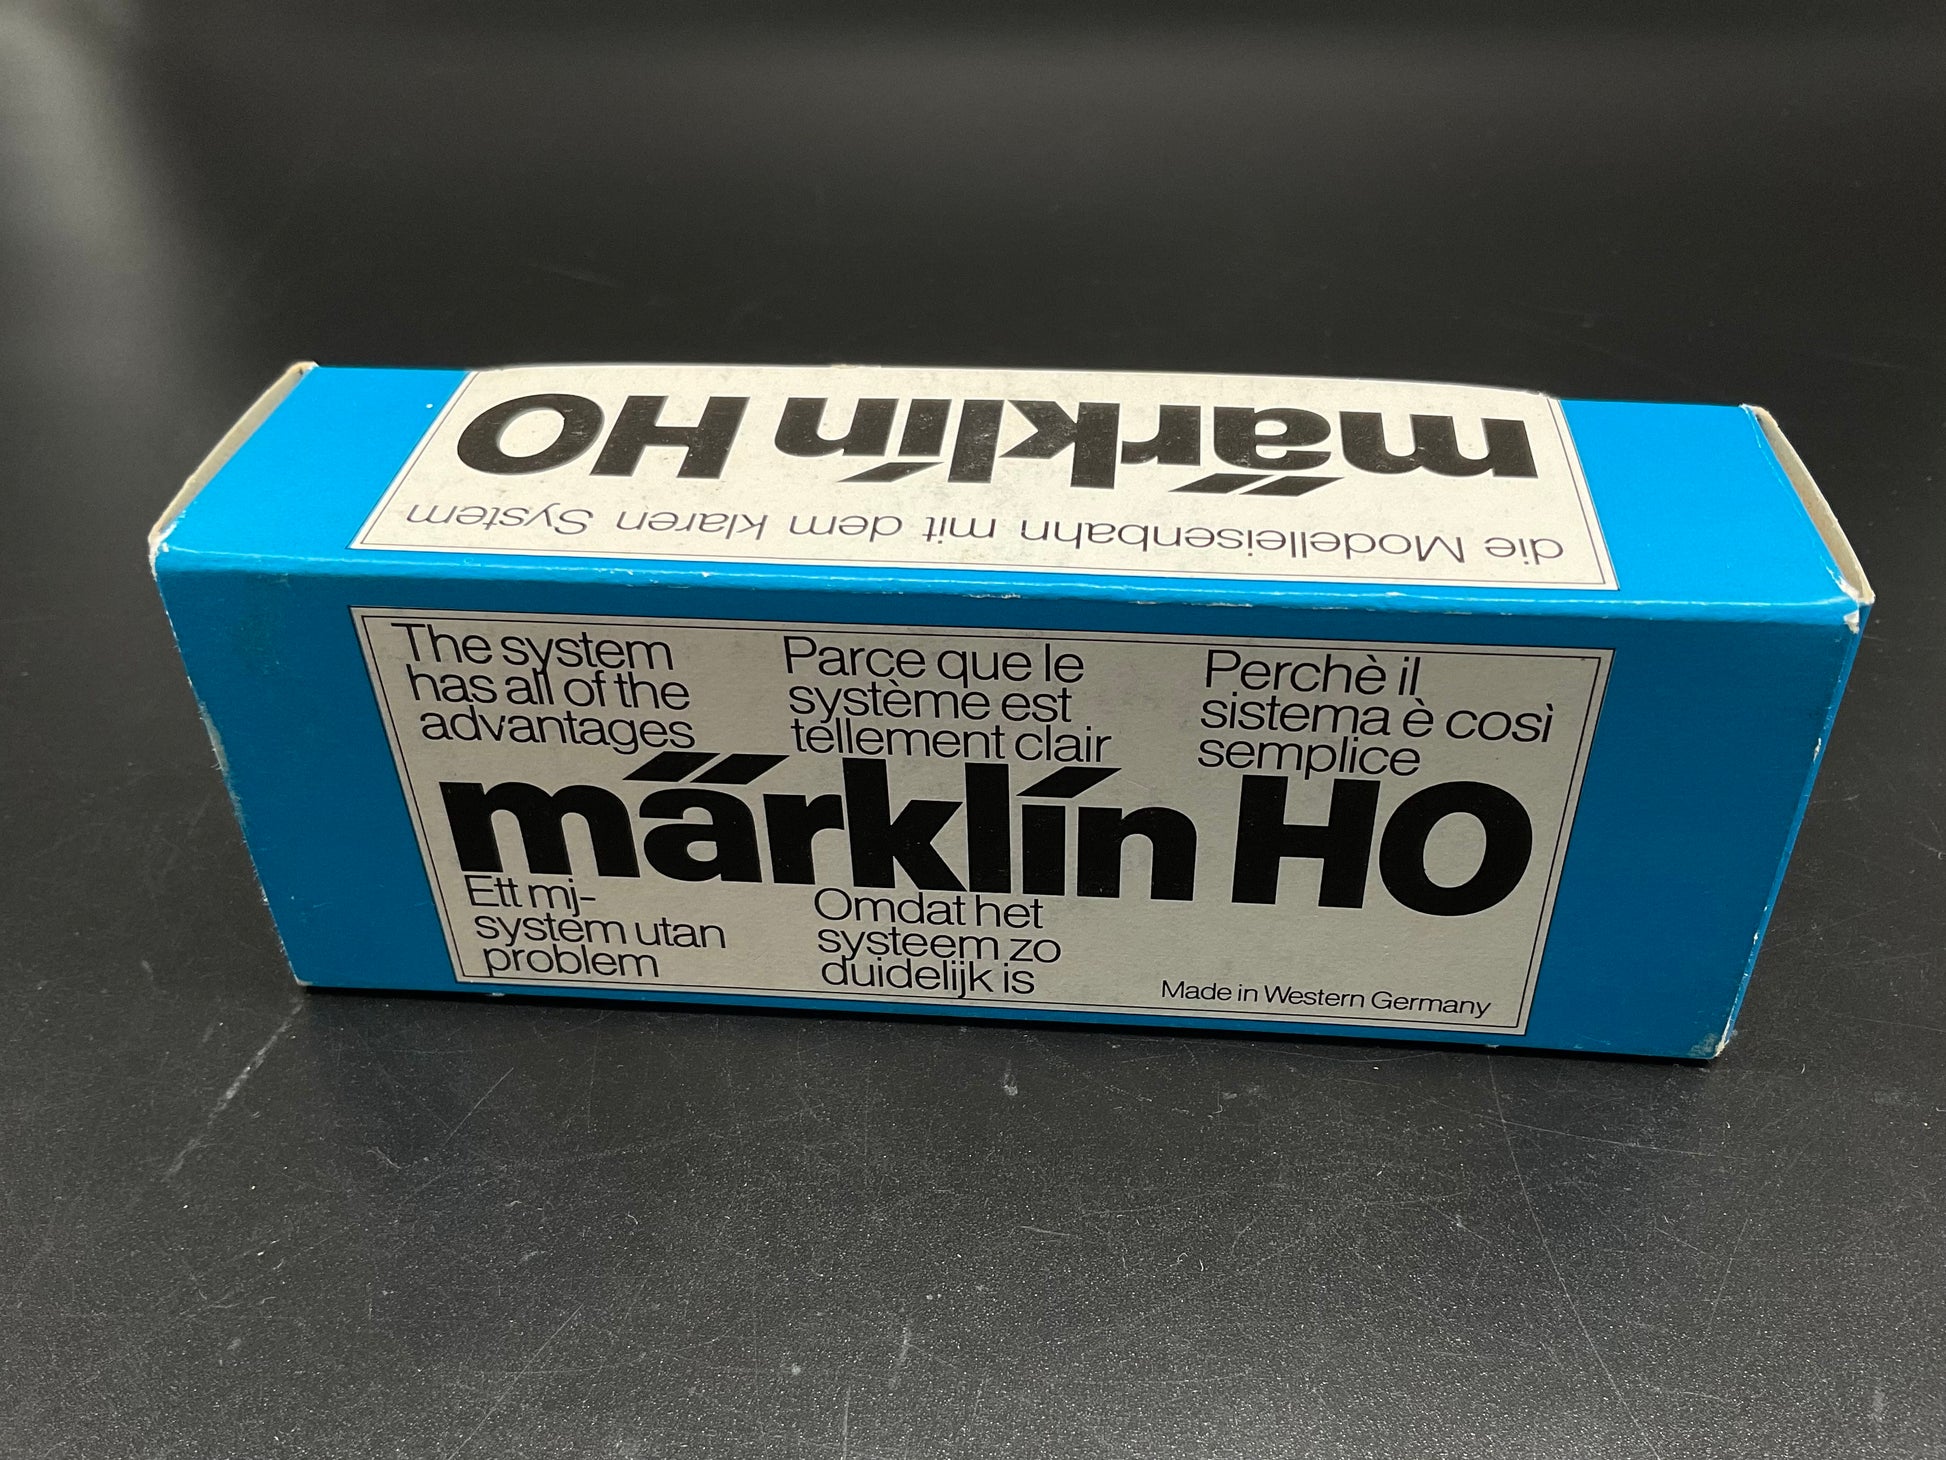 märklín HO
die Modelleisenbahn mit dem klaren System
The system
has all of the
advantages
Parce que le
système est
tellement clair
Perchè il
sistema è così
semplice
märklín HO
Ett mj-
system utan
problem
Omdat het
systeem zo
duidelijk is
Made in Western Germany